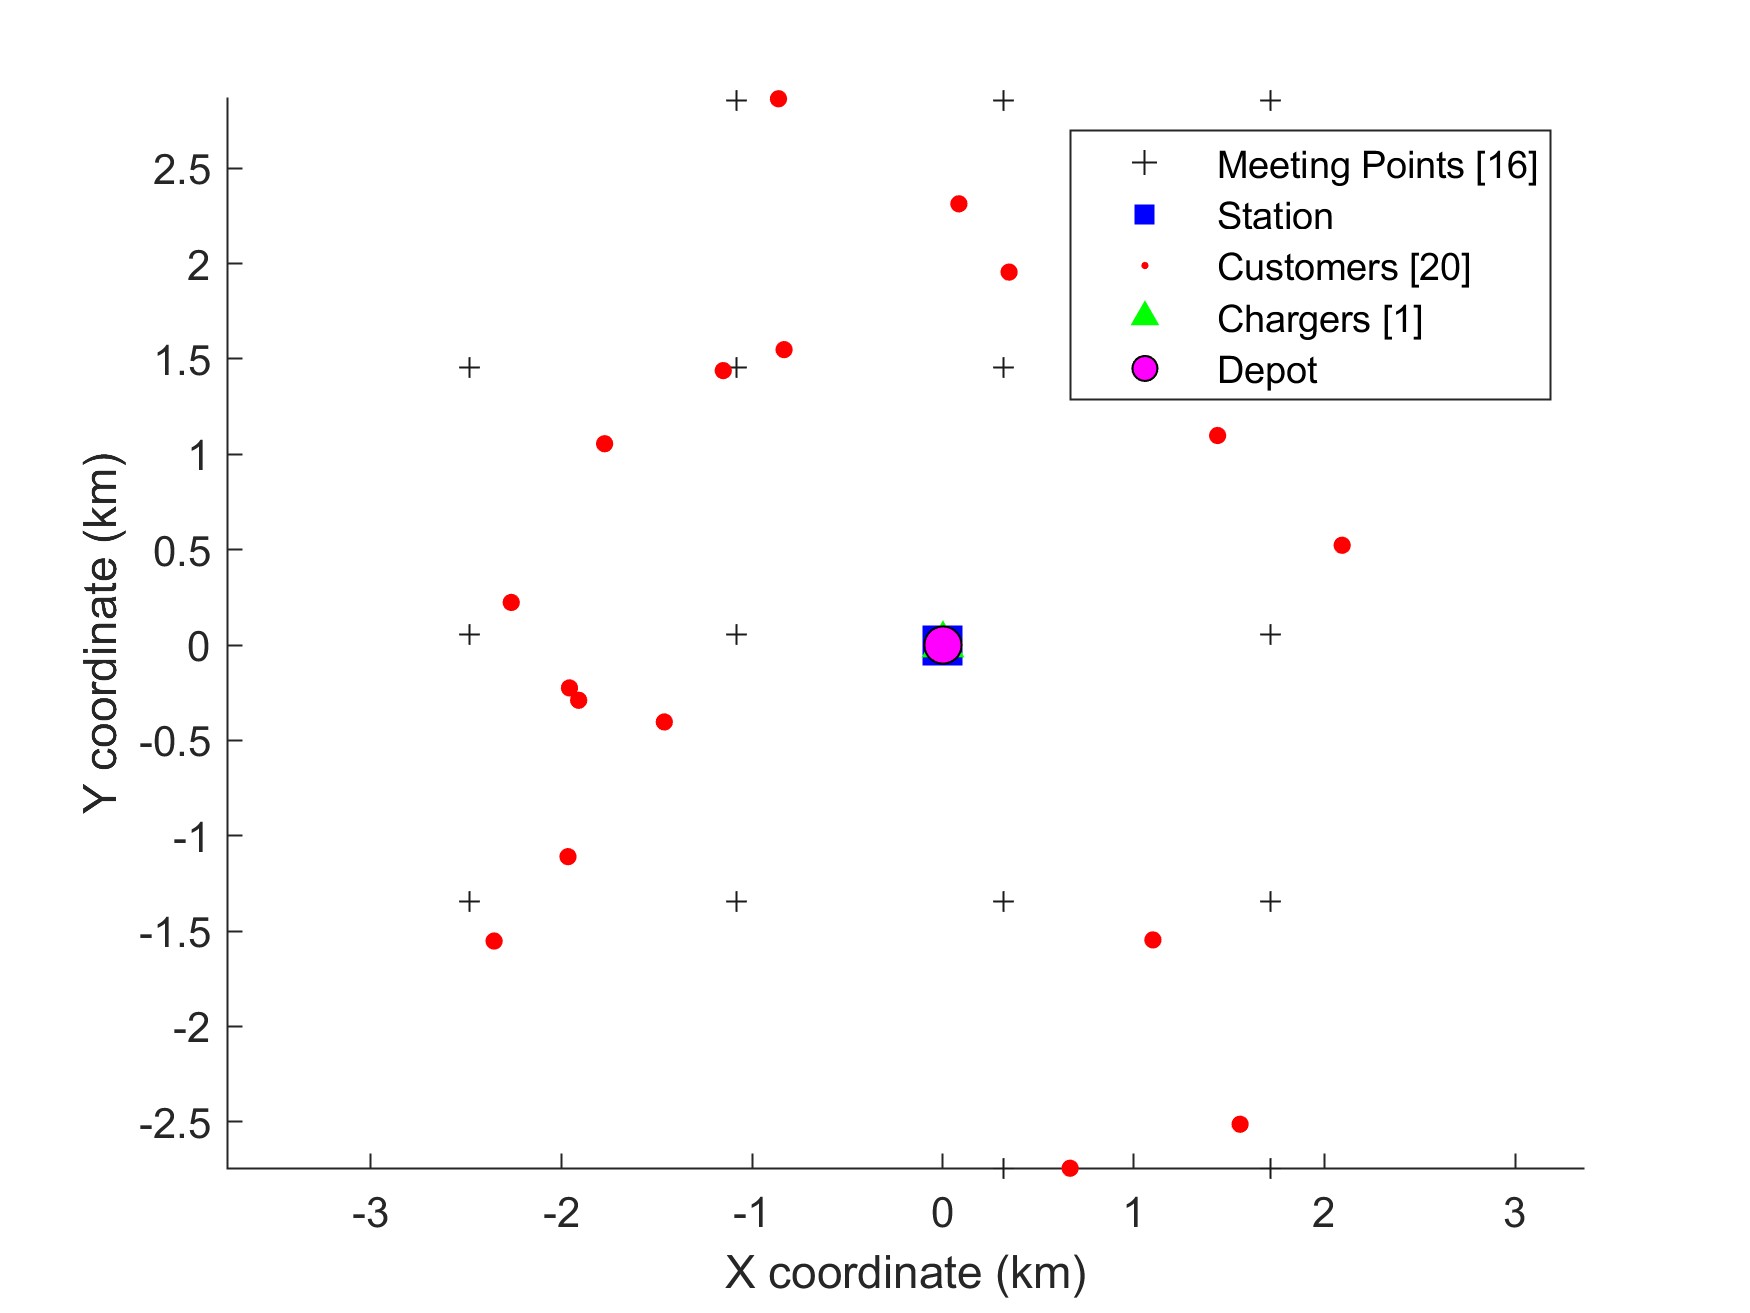 2.5
2
1.5
1
0.5
0
-0.5
-1
-1.5
-2
-2.5
Y coordinate (km)
-3
-2
-1
0
1
2
3
X coordinate (km)
Meeting Points [16]
Station
Customers [20]
Chargers [1]
Depot